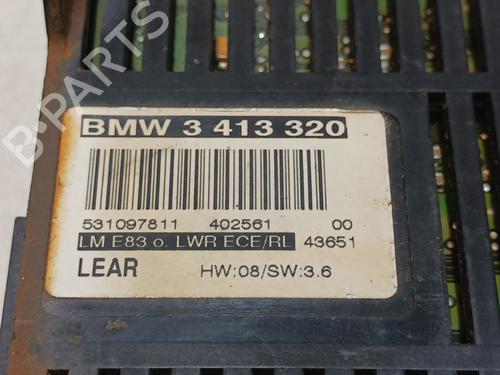 BMW 3 413 320
531097811 402561 00
LM E83 o. LWR ECE/RL 43651
LEAR HW:08/SW:3.6
B-PARTS